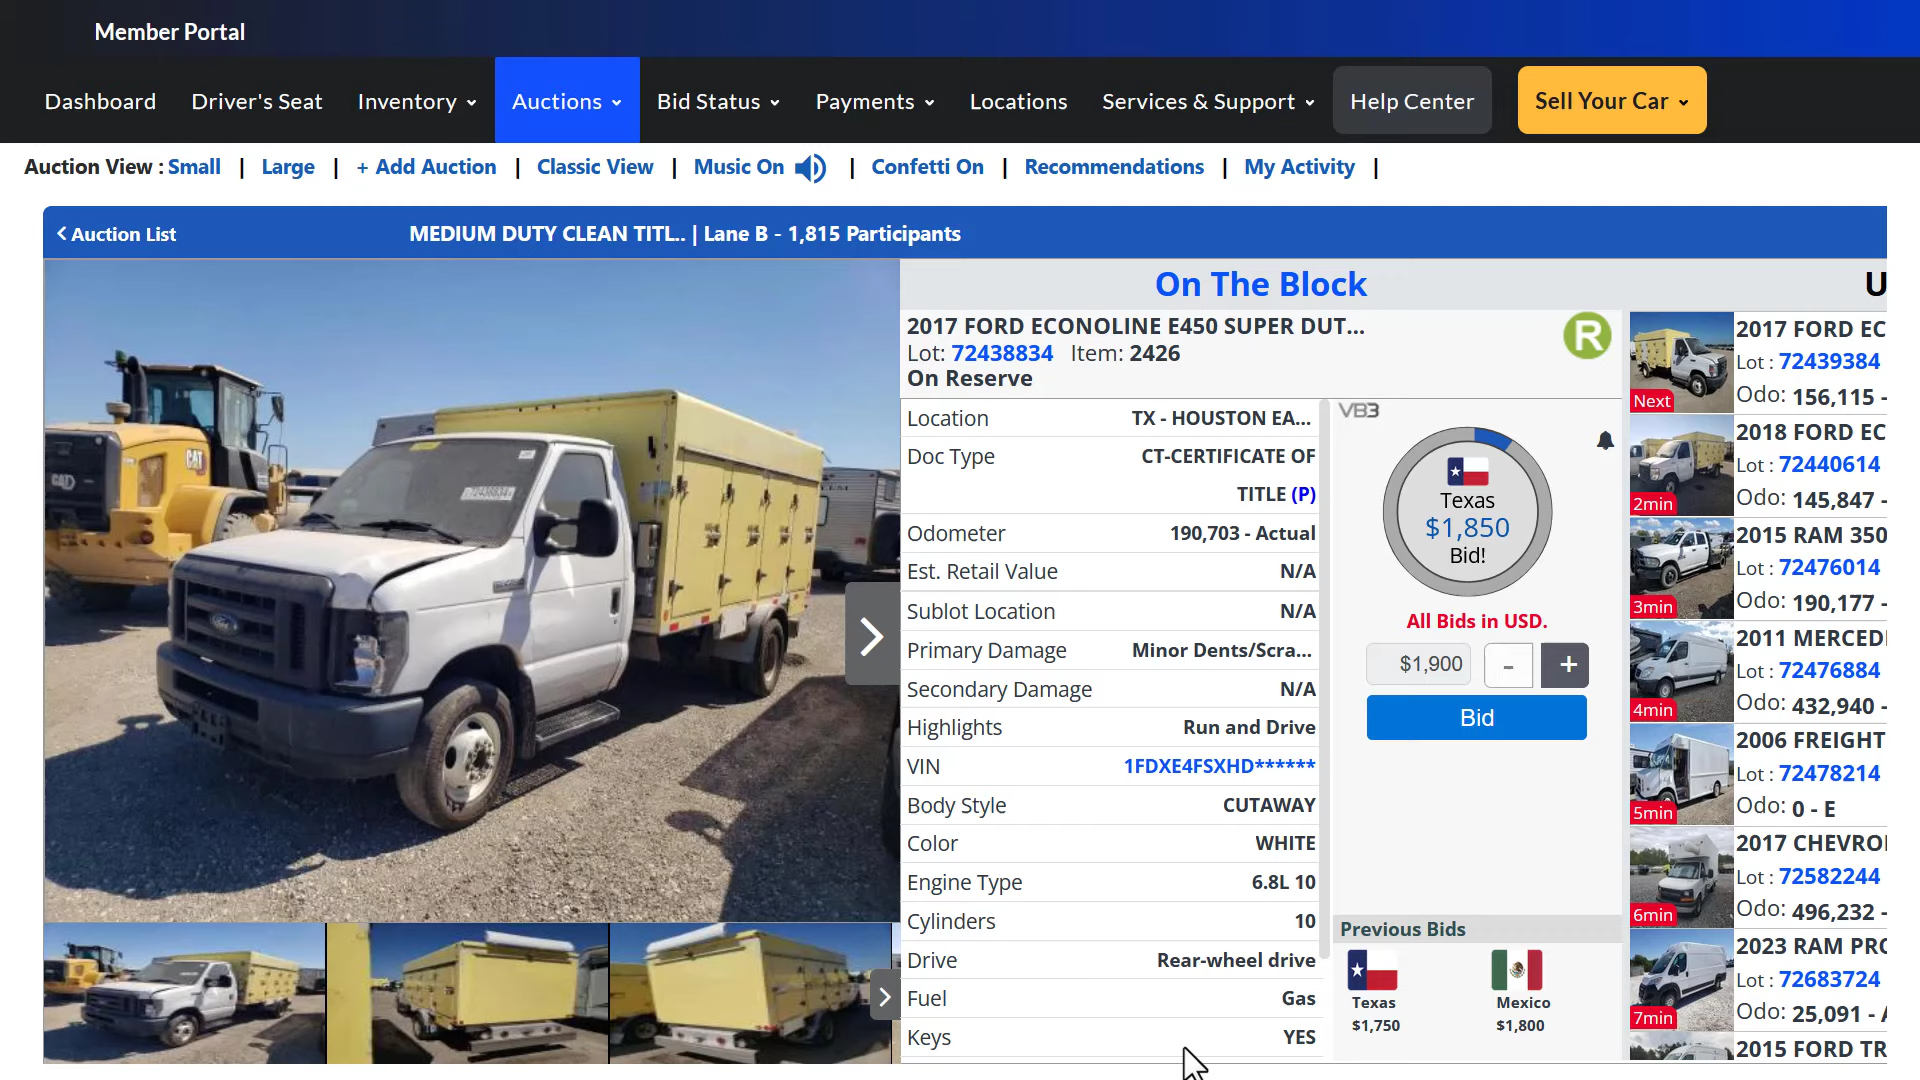 Member Portal
Dashboard Driver's Seat Inventory Auctions Bid Status Payments Locations Services & Support Help Center Sell Your Car
Auction View : Small | Large | + Add Auction | Classic View | Music On | Confetti On | Recommendations | My Activity |
Auction List
MEDIUM DUTY CLEAN TITL.. | Lane B - 1,815 Participants
On The Block
2017 FORD ECONOLINE E450 SUPER DUT...
Lot: 72438834 Item: 2426
On Reserve
R
Location TX - HOUSTON EA...
Doc Type CT-CERTIFICATE OF
TITLE (P)
Odometer 190,703 - Actual
Est. Retail Value N/A
Sublot Location N/A
Primary Damage Minor Dents/Scra...
Secondary Damage N/A
Highlights Run and Drive
VIN 1FDXE4FSXHD******
Body Style CUTAWAY
Color WHITE
Engine Type 6.8L 10
Cylinders 10
Drive Rear-wheel drive
Fuel Gas
Keys YES
VB3
Texas
$1,850
Bid!
All Bids in USD.
$1,900 - +
Bid
Previous Bids
Texas
$1,750
Mexico
$1,800
U
2017 FORD EC
Lot : 72439384
Odo: 156,115 -
Next
2018 FORD EC
Lot : 72440614
Odo: 145,847 -
2min
2015 RAM 350
Lot : 72476014
Odo: 190,177 -
3min
2011 MERCED
Lot : 72476884
Odo: 432,940 -
4min
2006 FREIGHT
Lot : 72478214
Odo: 0 - E
5min
2017 CHEVRO
Lot : 72582244
Odo: 496,232 -
6min
2023 RAM PRO
Lot : 72683724
Odo: 25,091 - A
7min
2015 FORD TR
CAT
CAT
Ford
72438834